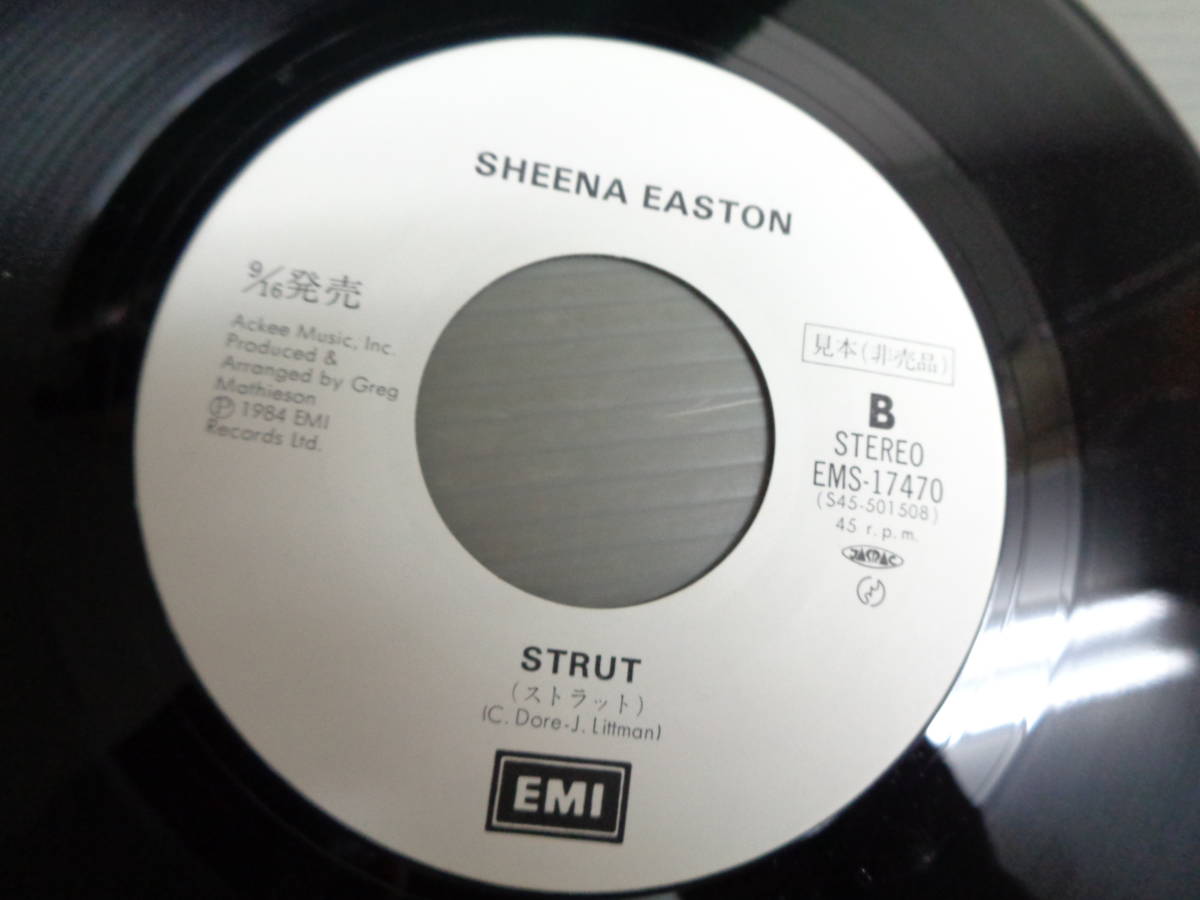 SHEENA EASTON
9/16発売
Ackee Music, Inc.
Produced &
Arranged by Greg
Mathieson
Ⓟ 1984 EMI
Records Ltd.
見本(非売品)
B
STEREO
EMS-17470
(S45-501508)
45 r.p.m.
JASRAC
STRUT
(ストラット)
(C. Dore-J. Littman)
EMI